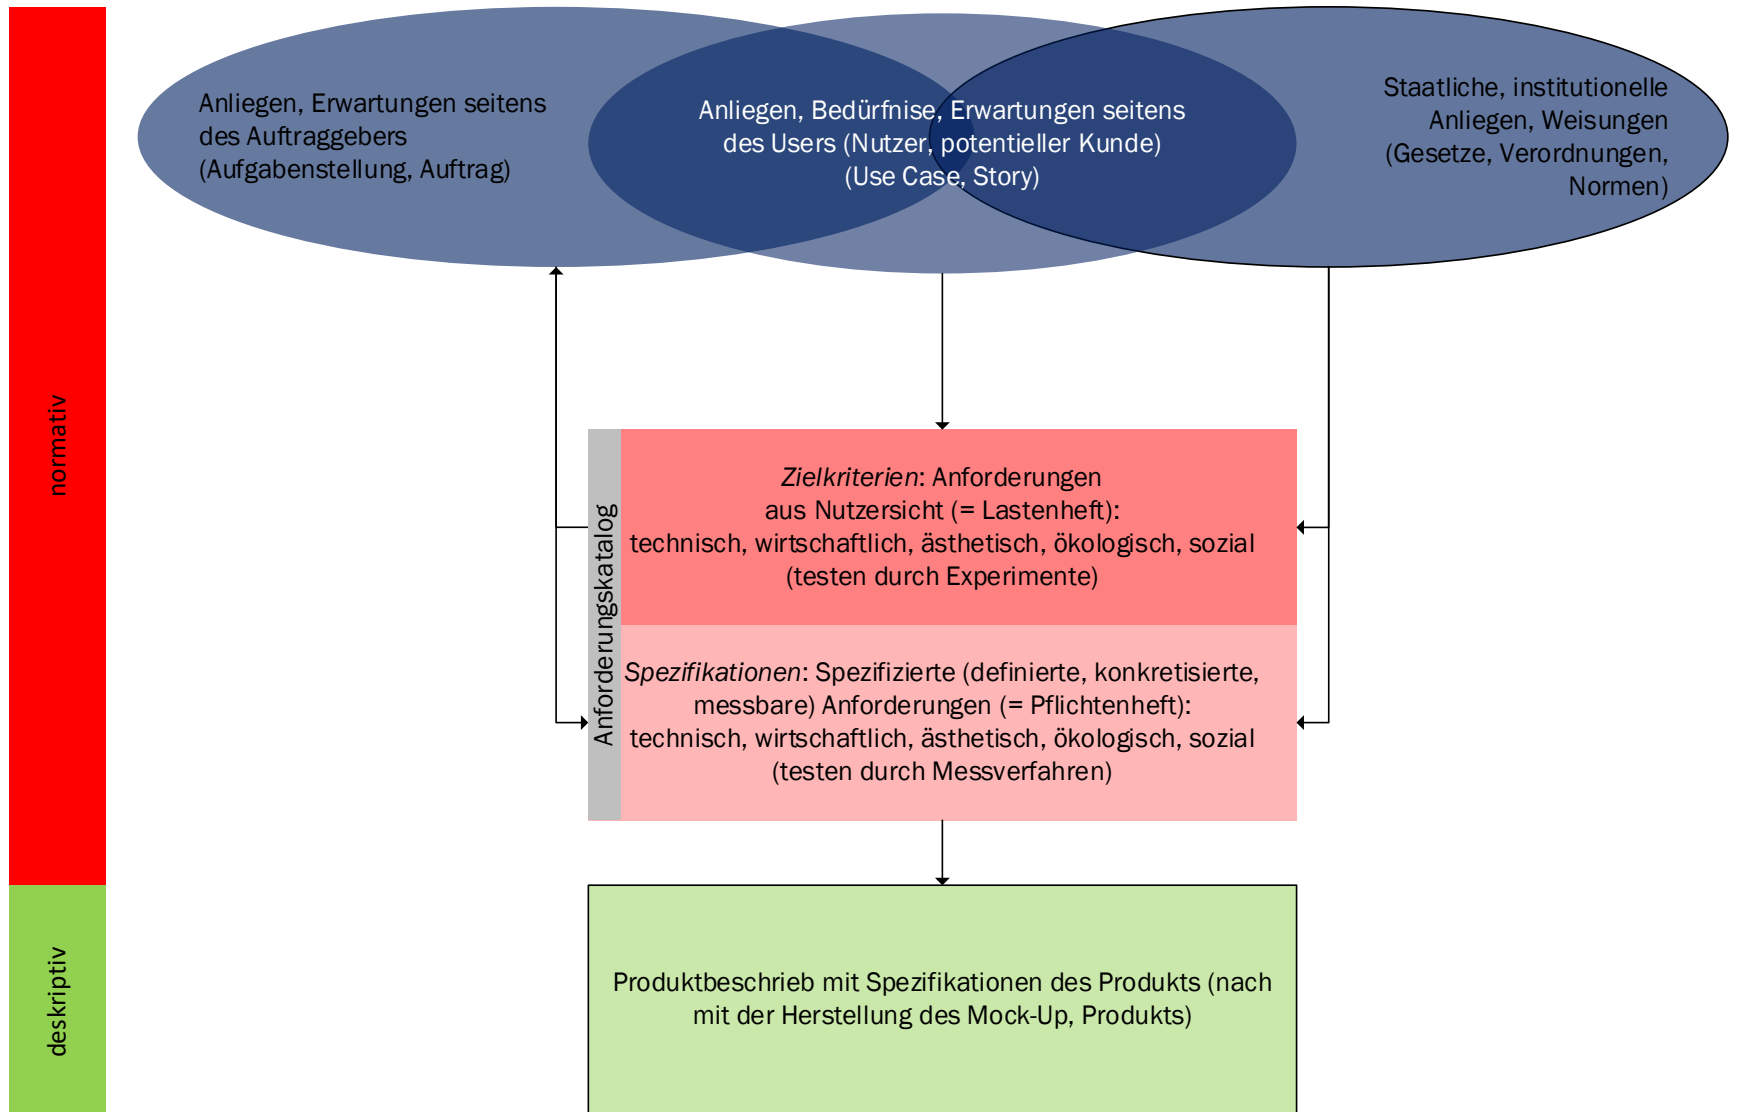 Anliegen, Erwartungen seitens
des Auftraggebers
(Aufgabenstellung, Auftrag)
Anliegen, Bedürfnise, Erwartungen seitens
des Users (Nutzer, potentieller Kunde)
(Use Case, Story)
Staatliche, institutionelle
Anliegen, Weisungen
(Gesetze, Verordnungen,
Normen)
normativ
Anforderungskatalog
Zielkriterien: Anforderungen
aus Nutzersicht (= Lastenheft):
technisch, wirtschaftlich, ästhetisch, ökologisch, sozial
(testen durch Experimente)
Spezifikationen: Spezifizierte (definierte, konkretisierte,
messbare) Anforderungen (= Pflichtenheft):
technisch, wirtschaftlich, ästhetisch, ökologisch, sozial
(testen durch Messverfahren)
deskriptiv
Produktbeschrieb mit Spezifikationen des Produkts (nach
mit der Herstellung des Mock-Up, Produkts)